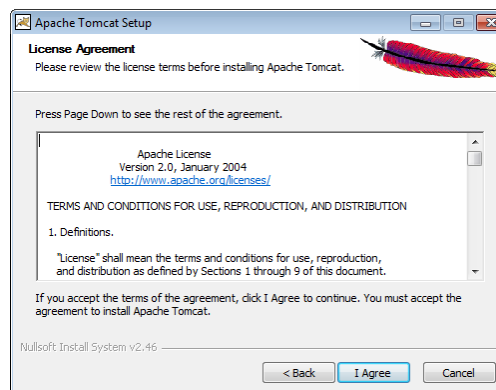 Apache Tomcat Setup
License Agreement
Please review the license terms before installing Apache Tomcat.
Press Page Down to see the rest of the agreement.
Apache License
Version 2.0, January 2004
http://www.apache.org/licenses/
TERMS AND CONDITIONS FOR USE, REPRODUCTION, AND DISTRIBUTION
1. Definitions.
"License" shall mean the terms and conditions for use, reproduction,
and distribution as defined by Sections 1 through 9 of this document.
If you accept the terms of the agreement, click I Agree to continue. You must accept the
agreement to install Apache Tomcat.
Nullsoft Install System v2.46
< Back I Agree Cancel